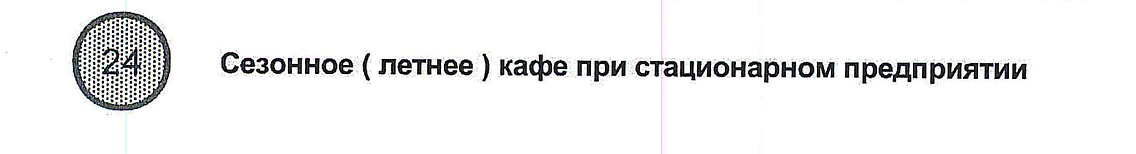 24 Сезонное ( летнее ) кафе при стационарном предприятии